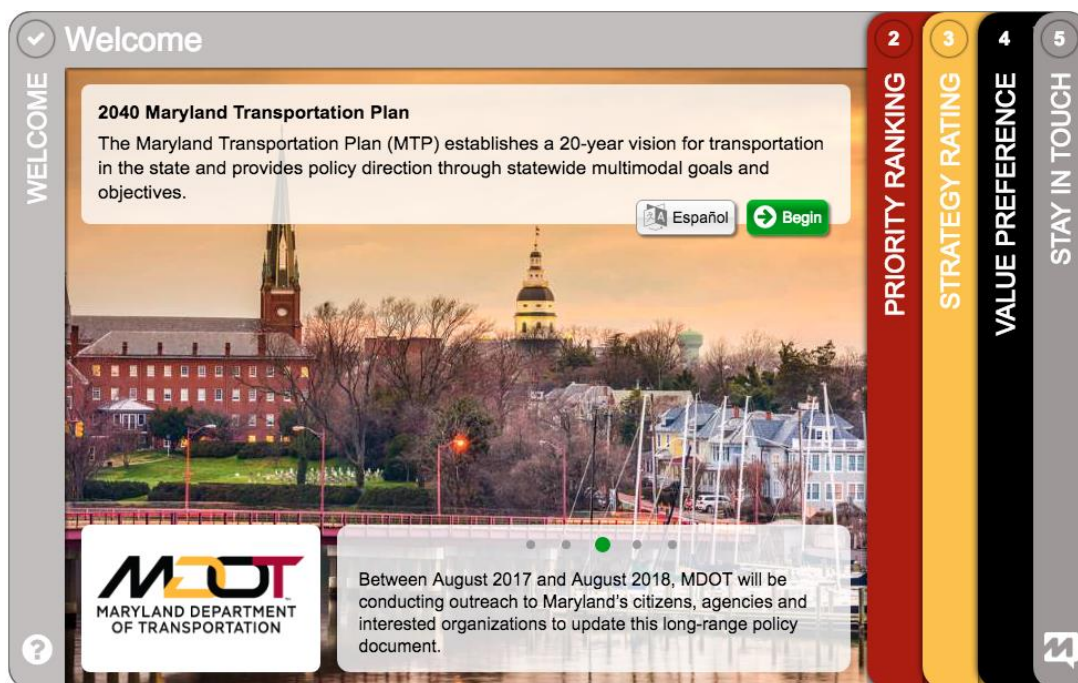 Welcome
WELCOME
2040 Maryland Transportation Plan
The Maryland Transportation Plan (MTP) establishes a 20-year vision for transportation
in the state and provides policy direction through statewide multimodal goals and
objectives.
Español
Begin
MDOT
MARYLAND DEPARTMENT
OF TRANSPORTATION
Between August 2017 and August 2018, MDOT will be
conducting outreach to Maryland's citizens, agencies and
interested organizations to update this long-range policy
document.
?
2
PRIORITY RANKING
3
STRATEGY RATING
4
VALUE PREFERENCE
5
STAY IN TOUCH